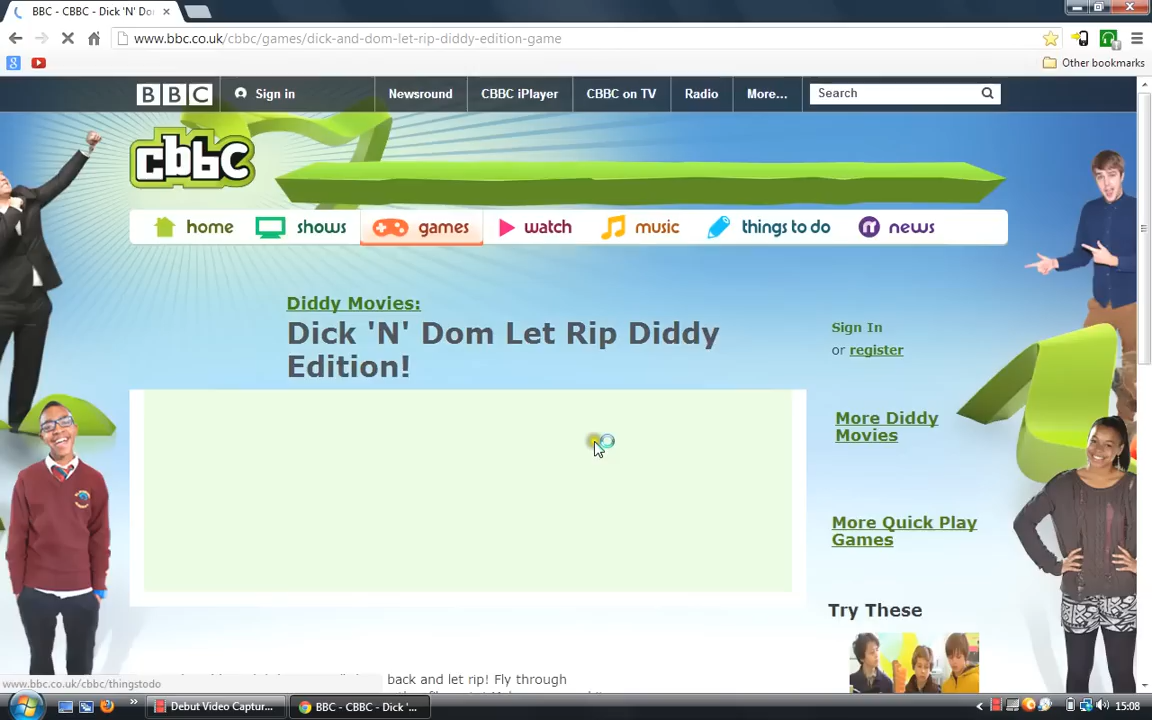 BBC - CBBC - Dick 'N' Do
www.bbc.co.uk/cbbc/games/dick-and-dom-let-rip-diddy-edition-game
Other bookmarks
BBC
Sign in
Newsround
CBBC iPlayer
CBBC on TV
Radio
More...
Search
cbbc
home
shows
games
watch
music
things to do
news
Diddy Movies:
Dick 'N' Dom Let Rip Diddy
Edition!
Sign In
or register
More Diddy
Movies
More Quick Play
Games
Try These
back and let rip! Fly through
www.bbc.co.uk/cbbc/thingstodo
Debut Video Captur...
BBC - CBBC - Dick '...
15:08